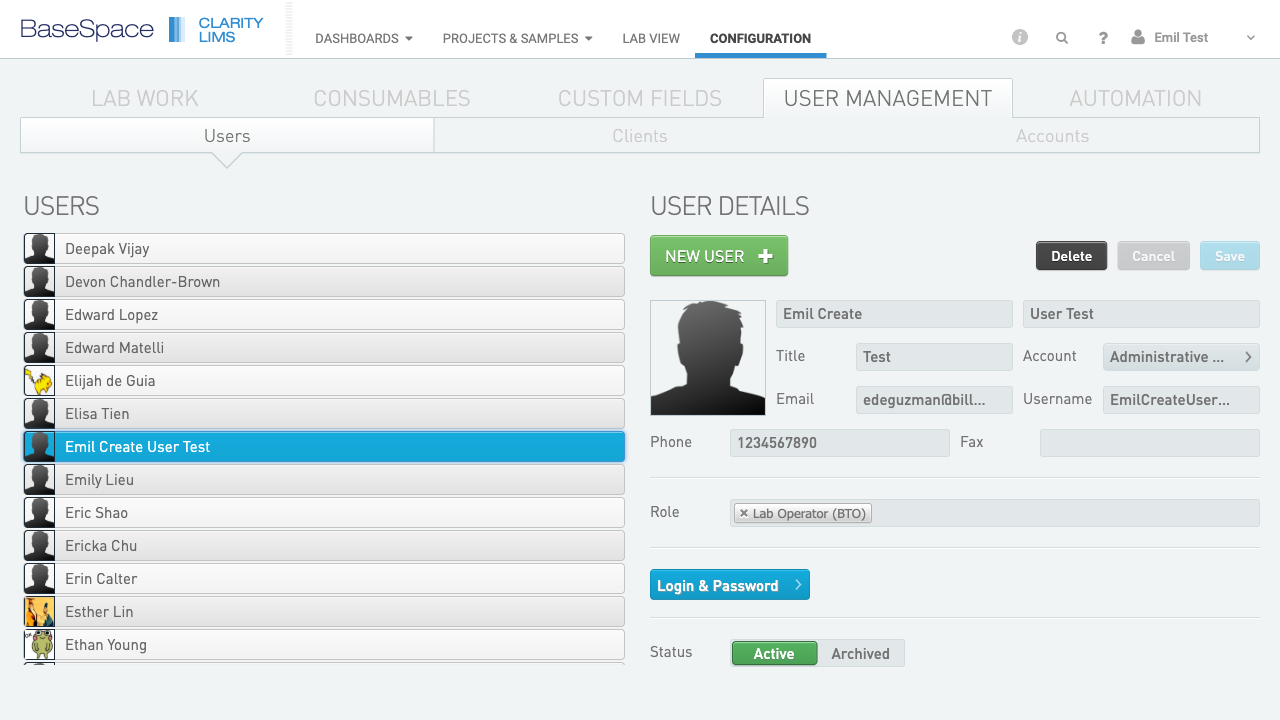 BaseSpace CLARITY LIMS
DASHBOARDS PROJECTS & SAMPLES LAB VIEW CONFIGURATION ? Emil Test
LAB WORK CONSUMABLES CUSTOM FIELDS USER MANAGEMENT AUTOMATION
Users Clients Accounts
USERS
Deepak Vijay
Devon Chandler-Brown
Edward Lopez
Edward Matelli
Elijah de Guia
Elisa Tien
Emil Create User Test
Emily Lieu
Eric Shao
Ericka Chu
Erin Calter
Esther Lin
Ethan Young
USER DETAILS
NEW USER Delete Cancel Save
Emil Create User Test
Title Test Account Administrative ...
Email edeguzman@bill... Username EmilCreateUser...
Phone 1234567890 Fax
Role × Lab Operator (BTO)
Login & Password
Status Active Archived